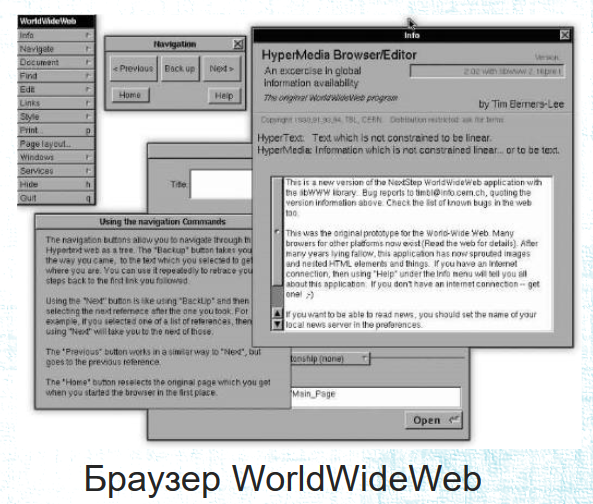 WorldWideWeb
Info
Navigate
Document
Find
Edit
Links
Style
Print... p
Page layout...
Windows
Services
Hide h
Quit q
Navigation
< Previous Back up Next >
Home Help
Title:
Using the navigation Commands
The navigation buttons allow you to navigate through th
Hypertext web as a tree. The "Backup" button takes you
the way you came, to the text which you selected to get
where you are. You can use it repeatedly to retrace you
steps back to the first link you followed.
Using the "Next" button is like using "BackUp" and then
selecting the next refernece after the one you took. For
example, if you selected one of a list of references, then
using "Next" will take you to the next of those.
The "Previous" button works in a similar way to "Next", but
goes to the previous reference.
The "Home" button reselects the original page which you get
when you started the browser in the first place.
Info
HyperMedia Browser/Editor
Version
An excercise in global
information availability
The original WorldWideWeb program
by Tim Berners-Lee
Copyright TBL, CERN. Distribution restricted: ask for terms
HyperText: Text which is not constrained to be linear.
HyperMedia: Information which is not constrained linear... or to be text.
This is a new version of the NextStep WorldWideWeb application with
the libWWW library. Bug reports to timbl@info.cern.ch, quoting the
version information above. Check the list of known bugs in the web
too.
This was the original prototype for the World-Wide Web. Many
browers for other platforms now exist (Read the web for details). After
many years lying fallow, this application has now sprouted images
and nested HTML elements and things. If you have an Internet
connection, then using "Help" under the Info menu will tell you all
about this application. If you don't have an internet connection -- get
one! ;-)
If you want to be able to read news, you should set the name of your
local news server in the preferences.
tionship (none)
/Main_Page
Open
Браузер WorldWideWeb